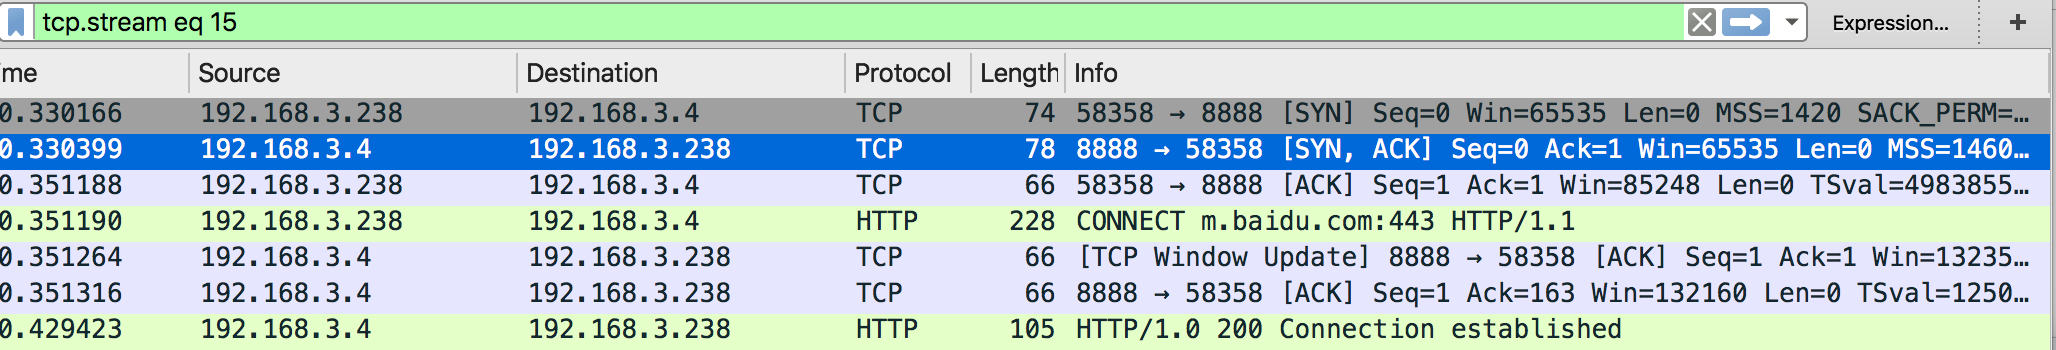 tcp.stream eq 15 Expression... +
me Source Destination Protocol Length Info
0.330166 192.168.3.238 192.168.3.4 TCP 74 58358 → 8888 [SYN] Seq=0 Win=65535 Len=0 MSS=1420 SACK_PERM=…
0.330399 192.168.3.4 192.168.3.238 TCP 78 8888 → 58358 [SYN, ACK] Seq=0 Ack=1 Win=65535 Len=0 MSS=1460…
0.351188 192.168.3.238 192.168.3.4 TCP 66 58358 → 8888 [ACK] Seq=1 Ack=1 Win=85248 Len=0 TSval=4983855…
0.351190 192.168.3.238 192.168.3.4 HTTP 228 CONNECT m.baidu.com:443 HTTP/1.1
0.351264 192.168.3.4 192.168.3.238 TCP 66 [TCP Window Update] 8888 → 58358 [ACK] Seq=1 Ack=1 Win=13235…
0.351316 192.168.3.4 192.168.3.238 TCP 66 8888 → 58358 [ACK] Seq=1 Ack=163 Win=132160 Len=0 TSval=1250…
0.429423 192.168.3.4 192.168.3.238 HTTP 105 HTTP/1.0 200 Connection established